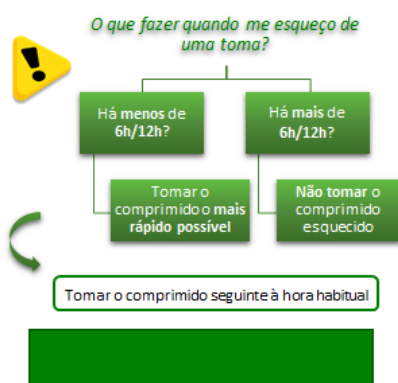 O que fazer quando me esqueço de
uma toma?
Há menos de
6h/12h?
Há mais de
6h/12h?
Tomar o
comprimido o mais
rápido possível
Não tomar o
comprimido
esquecido
Tomar o comprimido seguinte à hora habitual